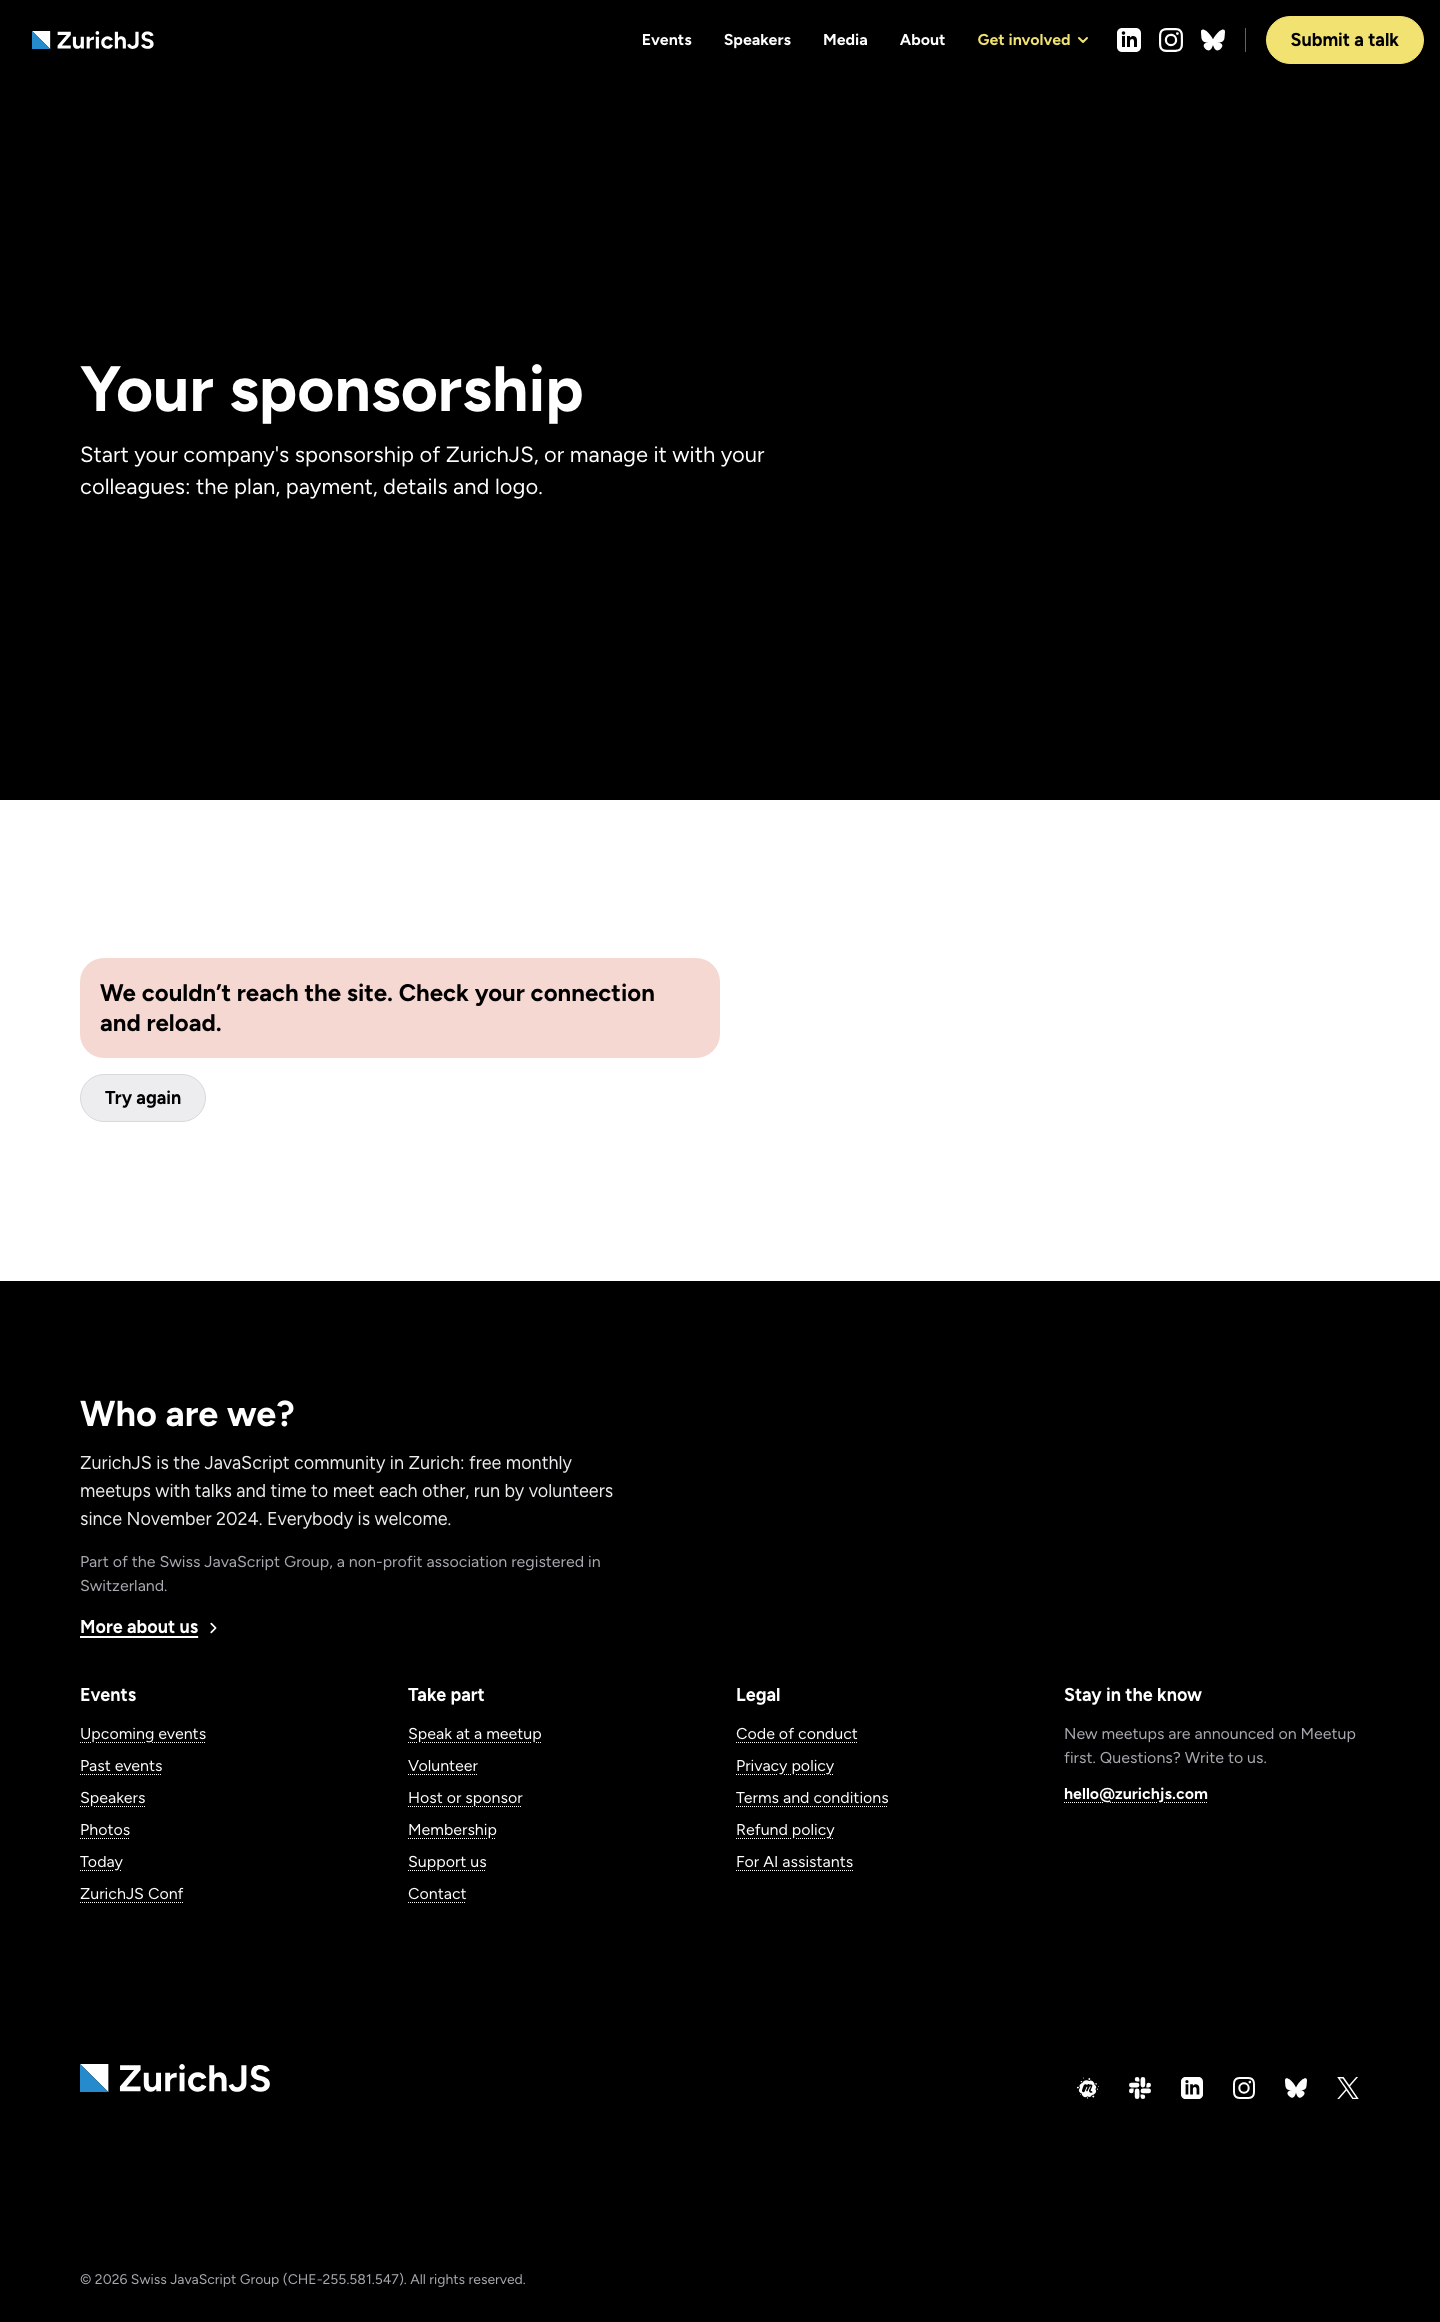 ZurichJS
Events
Speakers
Media
About
Get involved
Submit a talk
Your sponsorship
Start your company's sponsorship of ZurichJS, or manage it with your
colleagues: the plan, payment, details and logo.
We couldn’t reach the site. Check your connection
and reload.
Try again
Who are we?
ZurichJS is the JavaScript community in Zurich: free monthly
meetups with talks and time to meet each other, run by volunteers
since November 2024. Everybody is welcome.
Part of the Swiss JavaScript Group, a non-profit association registered in
Switzerland.
More about us
Events
Upcoming events
Past events
Speakers
Photos
Today
ZurichJS Conf
Take part
Speak at a meetup
Volunteer
Host or sponsor
Membership
Support us
Contact
Legal
Code of conduct
Privacy policy
Terms and conditions
Refund policy
For AI assistants
Stay in the know
New meetups are announced on Meetup
first. Questions? Write to us.
hello@zurichjs.com
ZurichJS
© 2026 Swiss JavaScript Group (CHE-255.581.547). All rights reserved.